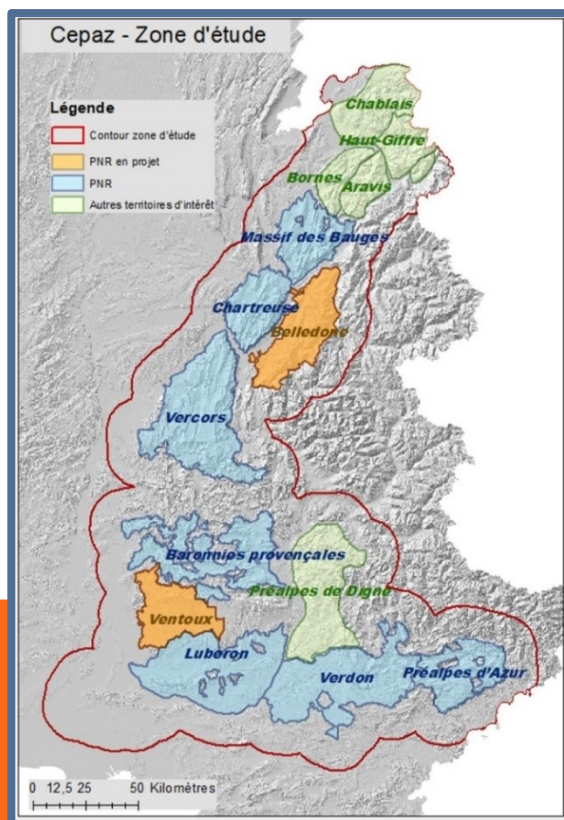 Cepaz - Zone d'étude
Légende
Contour zone d'étude
PNR en projet
PNR
Autres territoires d'intérêt
Chablais
Haut-Giffre
Bornes
Aravis
Massif des Bauges
Chartreuse
Belledone
Vercors
Baronnies provençales
Préalpes de Digne
Ventoux
Luberon
Verdon
Préalpes d'Azur
0 12,5 25 50 Kilomètres